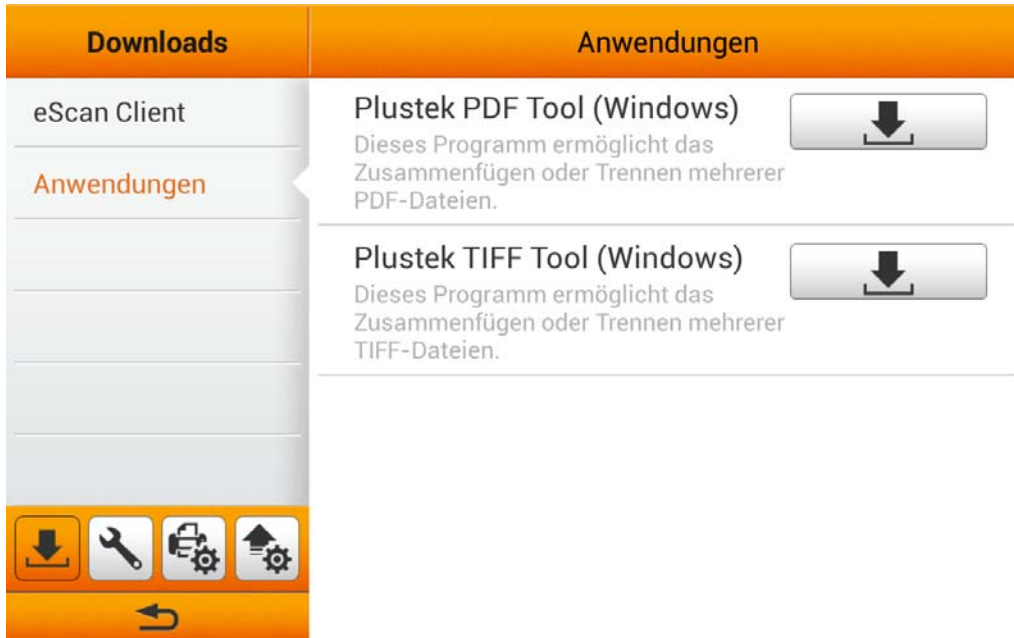 Downloads
Anwendungen
eScan Client
Anwendungen
Plustek PDF Tool (Windows)
Dieses Programm ermöglicht das
Zusammenfügen oder Trennen mehrerer
PDF-Dateien.
Plustek TIFF Tool (Windows)
Dieses Programm ermöglicht das
Zusammenfügen oder Trennen mehrerer
TIFF-Dateien.